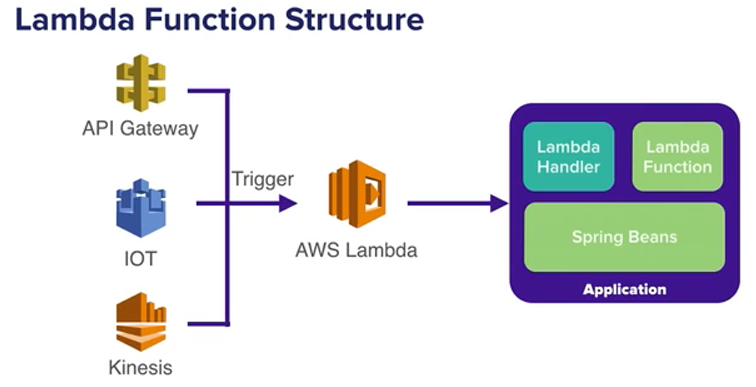 Lambda Function Structure
API Gateway
Trigger
IOT
AWS Lambda
Kinesis
Lambda
Handler
Lambda
Function
Spring Beans
Application